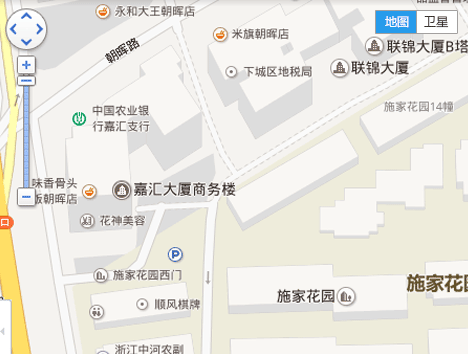 永和大王朝晖店
米旗朝晖店
地图
卫星
朝晖路
联锦大厦B塔
联锦大厦
下城区地税局
施家花园14幢
中国农业银
行嘉汇支行
味香骨头
朝晖店
嘉汇大厦商务楼
花神美容
口
P
施家花园西门
施家花园
施家花园
顺风棋牌
浙江中河农副